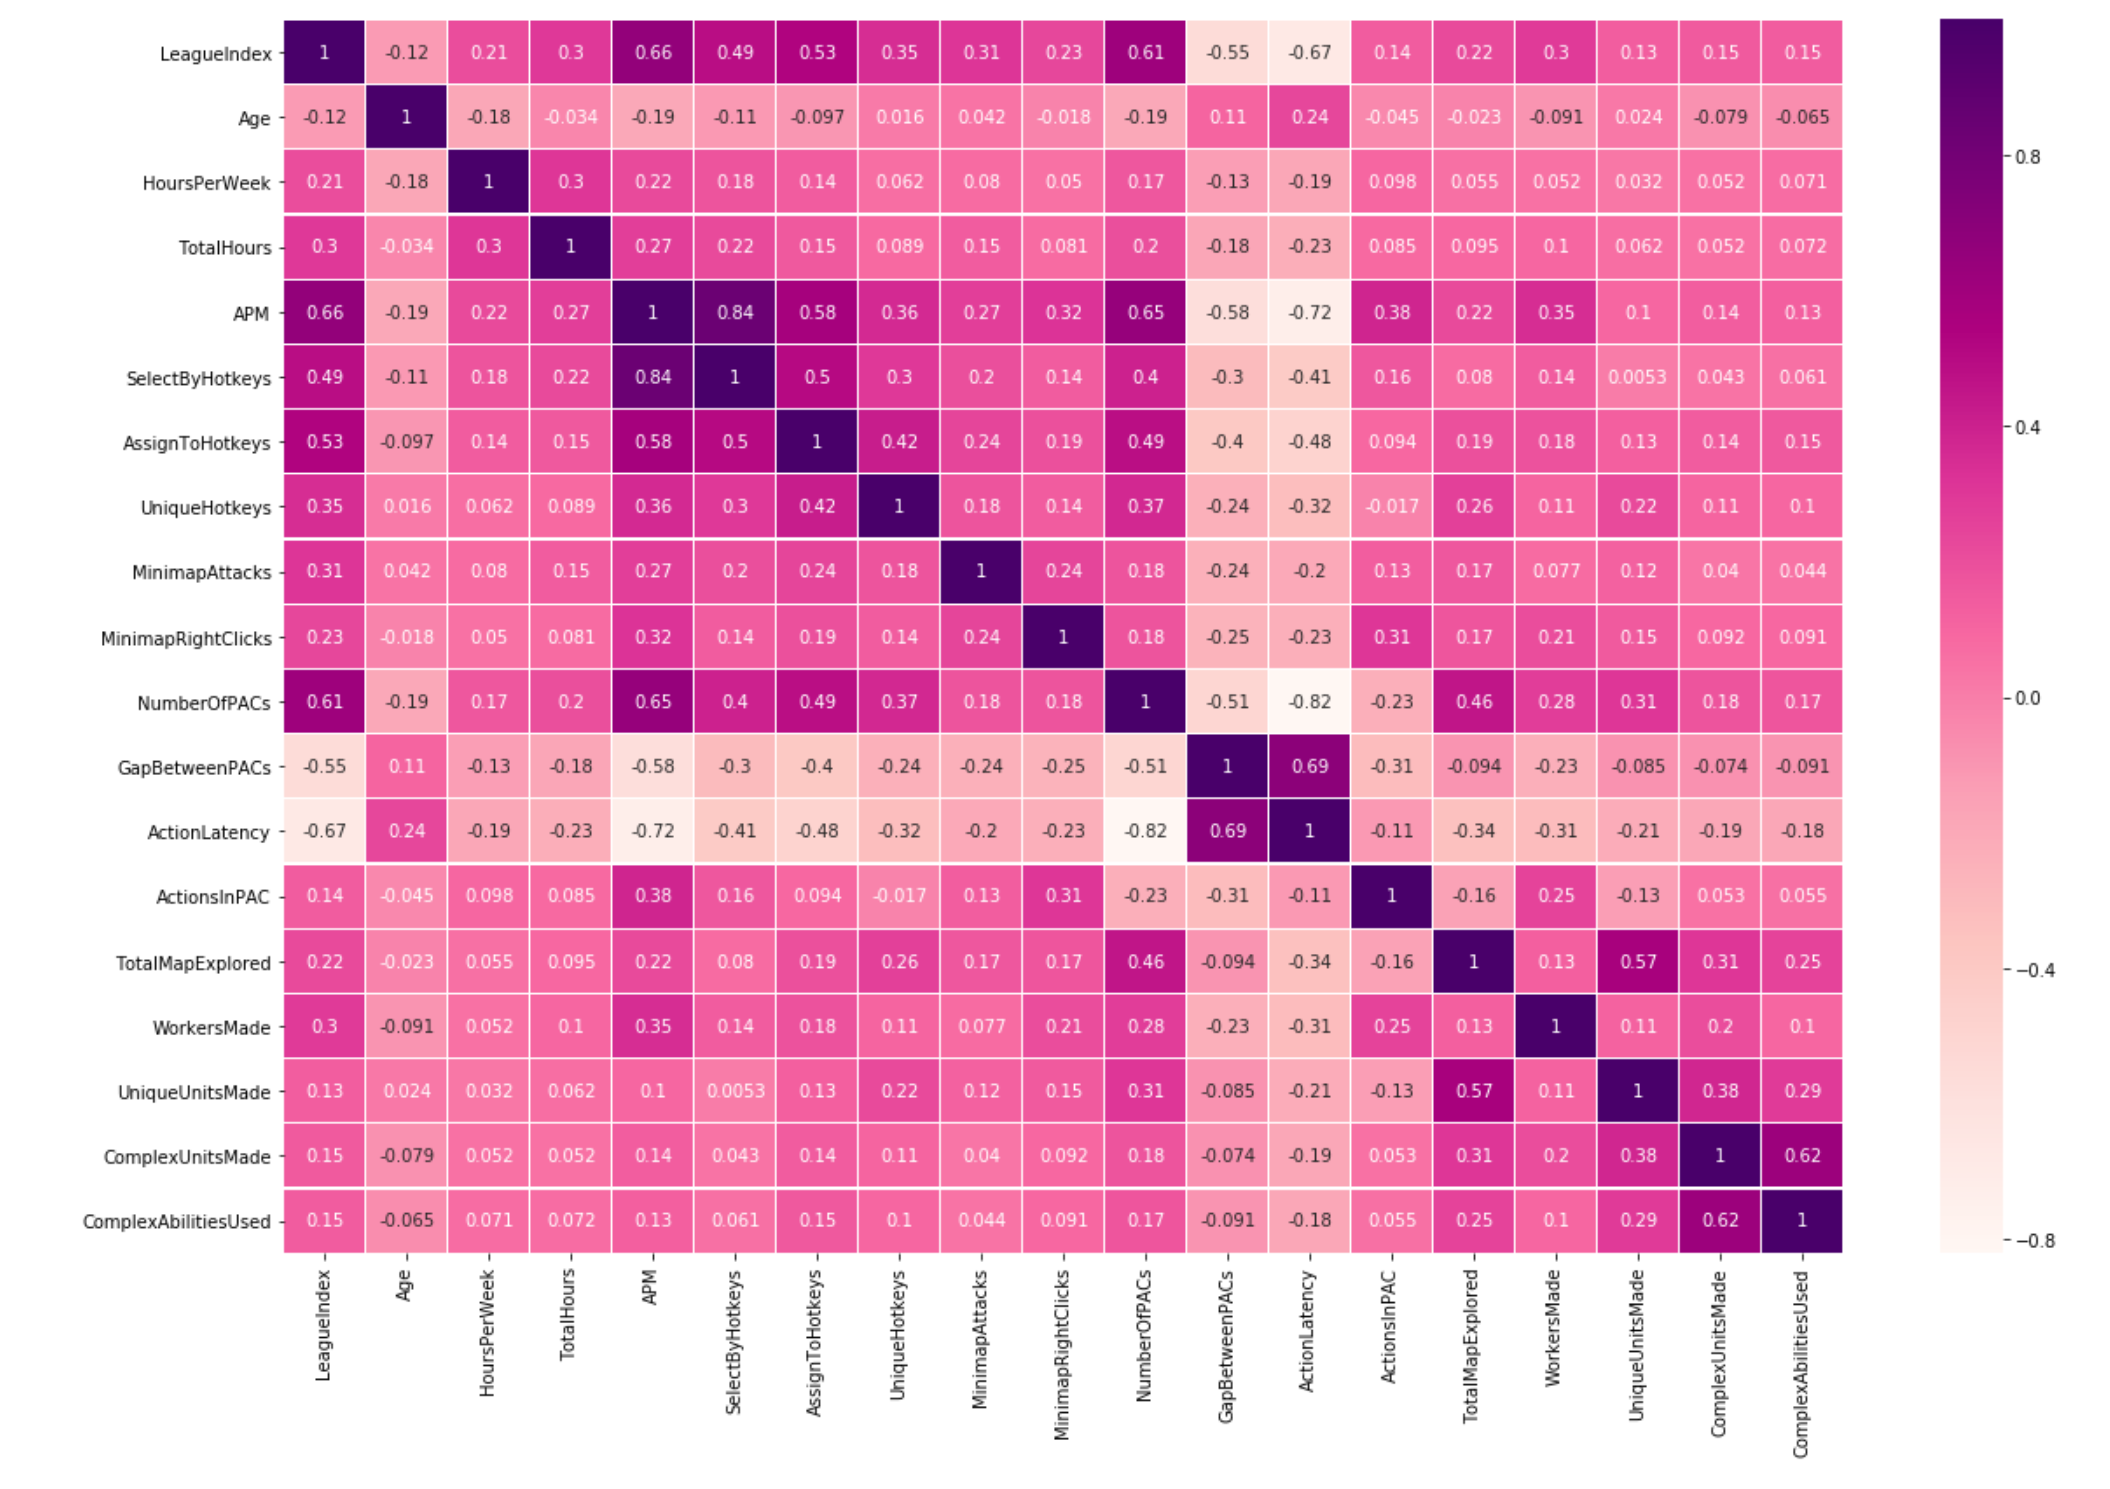 LeagueIndex 1 -0.12 0.21 0.3 0.66 0.49 0.53 0.35 0.31 0.23 0.61 -0.55 -0.67 0.14 0.22 0.3 0.13 0.15 0.15
Age -0.12 1 -0.18 -0.034 -0.19 -0.11 -0.097 0.016 0.042 -0.018 -0.19 0.11 0.24 -0.045 -0.023 -0.091 0.024 -0.079 -0.065
HoursPerWeek 0.21 -0.18 1 0.3 0.22 0.18 0.14 0.062 0.08 0.05 0.17 -0.13 -0.19 0.098 0.055 0.052 0.032 0.052 0.071
0.8
TotalHours 0.3 -0.034 0.3 1 0.27 0.22 0.15 0.089 0.15 0.081 0.2 -0.18 -0.23 0.085 0.095 0.1 0.062 0.052 0.072
APM 0.66 -0.19 0.22 0.27 1 0.84 0.58 0.36 0.27 0.32 0.65 -0.58 -0.72 0.38 0.22 0.35 0.1 0.14 0.13
SelectByHotkeys 0.49 -0.11 0.18 0.22 0.84 1 0.5 0.3 0.2 0.14 0.4 -0.3 -0.41 0.16 0.08 0.14 0.0053 0.043 0.061
0.4
AssignToHotkeys 0.53 -0.097 0.14 0.15 0.58 0.5 1 0.42 0.24 0.19 0.49 -0.4 -0.48 0.094 0.19 0.18 0.13 0.14 0.15
UniqueHotkeys 0.35 0.016 0.062 0.089 0.36 0.3 0.42 1 0.18 0.14 0.37 -0.24 -0.32 -0.017 0.26 0.11 0.22 0.11 0.1
MinimapAttacks 0.31 0.042 0.08 0.15 0.27 0.2 0.24 0.18 1 0.24 0.18 -0.24 -0.2 0.13 0.17 0.077 0.12 0.04 0.044
MinimapRightClicks 0.23 -0.018 0.05 0.081 0.32 0.14 0.19 0.14 0.24 1 0.18 -0.25 -0.23 0.31 0.17 0.21 0.15 0.092 0.091
0.0
NumberOfPACs 0.61 -0.19 0.17 0.2 0.65 0.4 0.49 0.37 0.18 0.18 1 -0.51 -0.82 -0.23 0.46 0.28 0.31 0.18 0.17
GapBetweenPACs -0.55 0.11 -0.13 -0.18 -0.58 -0.3 -0.4 -0.24 -0.24 -0.25 -0.51 1 0.69 -0.31 -0.094 -0.23 -0.085 -0.074 -0.091
ActionLatency -0.67 0.24 -0.19 -0.23 -0.72 -0.41 -0.48 -0.32 -0.2 -0.23 -0.82 0.69 1 -0.11 -0.34 -0.31 -0.21 -0.19 -0.18
ActionsInPAC 0.14 -0.045 0.098 0.085 0.38 0.16 0.094 -0.017 0.13 0.31 -0.23 -0.31 -0.11 1 -0.16 0.25 -0.13 0.053 0.055
TotalMapExplored 0.22 -0.023 0.055 0.095 0.22 0.08 0.19 0.26 0.17 0.17 0.46 -0.094 -0.34 -0.16 1 0.13 0.57 0.31 0.25
−0.4
WorkersMade 0.3 -0.091 0.052 0.1 0.35 0.14 0.18 0.11 0.077 0.21 0.28 -0.23 -0.31 0.25 0.13 1 0.11 0.2 0.1
UniqueUnitsMade 0.13 0.024 0.032 0.062 0.1 0.0053 0.13 0.22 0.12 0.15 0.31 -0.085 -0.21 -0.13 0.57 0.11 1 0.38 0.29
ComplexUnitsMade 0.15 -0.079 0.052 0.052 0.14 0.043 0.14 0.11 0.04 0.092 0.18 -0.074 -0.19 0.053 0.31 0.2 0.38 1 0.62
ComplexAbilitiesUsed 0.15 -0.065 0.071 0.072 0.13 0.061 0.15 0.1 0.044 0.091 0.17 -0.091 -0.18 0.055 0.25 0.1 0.29 0.62 1
−0.8
LeagueIndex
Age
HoursPerWeek
TotalHours
APM
SelectByHotkeys
AssignToHotkeys
UniqueHotkeys
MinimapAttacks
MinimapRightClicks
NumberOfPACs
GapBetweenPACs
ActionLatency
ActionsInPAC
TotalMapExplored
WorkersMade
UniqueUnitsMade
ComplexUnitsMade
ComplexAbilitiesUsed